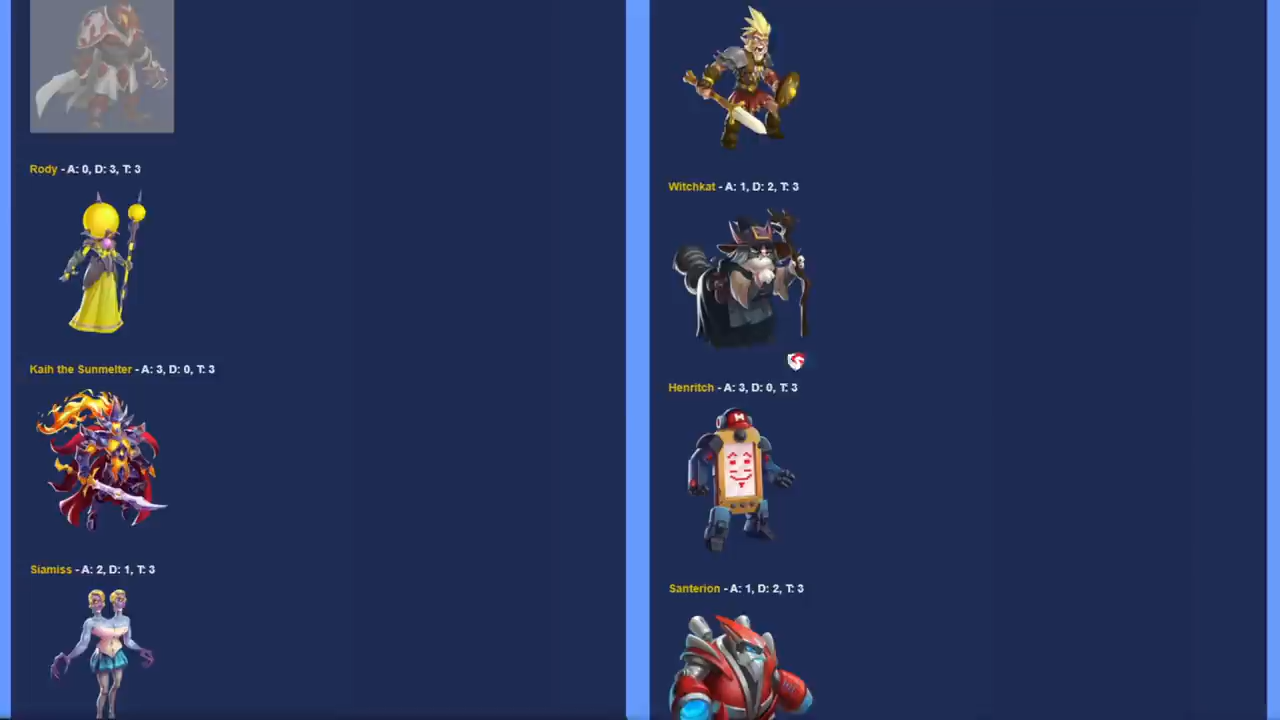 Rody - A: 0, D: 3, T: 3
Kaih the Sunmelter - A: 3, D: 0, T: 3
Siamiss - A: 2, D: 1, T: 3
Witchkat - A: 1, D: 2, T: 3
Henritch - A: 3, D: 0, T: 3
Santerion - A: 1, D: 2, T: 3